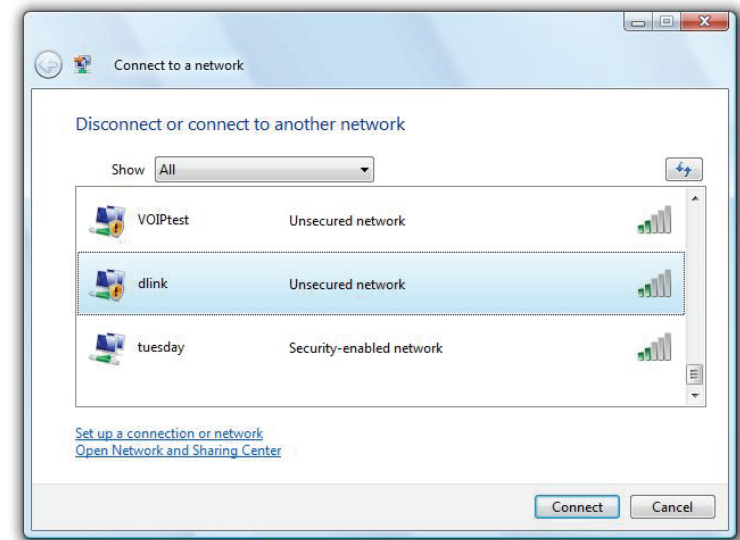 Connect to a network
Disconnect or connect to another network
Show All
VOIPtest Unsecured network
dlink Unsecured network
tuesday Security-enabled network
Set up a connection or network
Open Network and Sharing Center
Connect Cancel